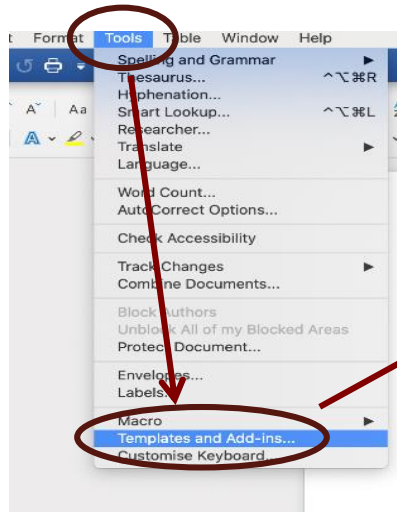 t Format Tools Table Window Help
A Aa
A
Spelling and Grammar
Thesaurus... ^⌥⌘R
Hyphenation...
Smart Lookup... ^⌥⌘L
Researcher...
Translate
Language...
Word Count...
AutoCorrect Options...
Check Accessibility
Track Changes
Combine Documents...
Block Authors
Unblock All of my Blocked Areas
Protect Document...
Envelopes...
Labels...
Macro
Templates and Add-ins...
Customise Keyboard...